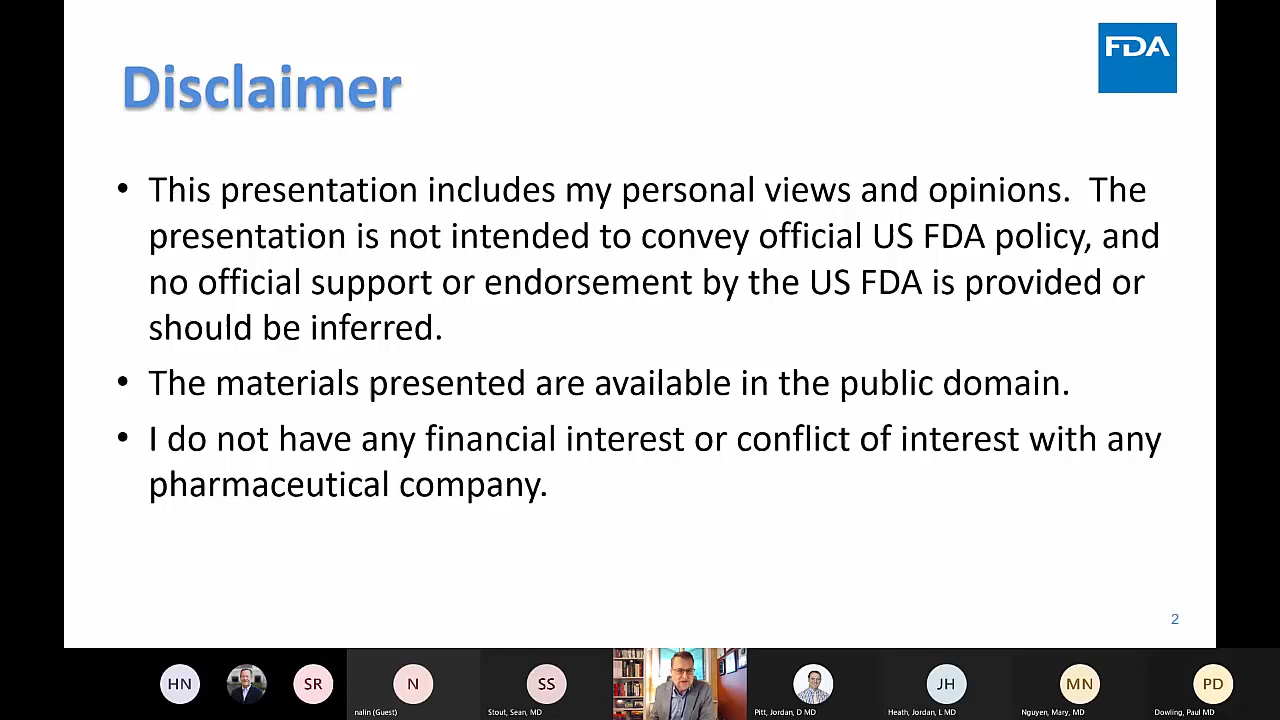 FDA
Disclaimer
• This presentation includes my personal views and opinions.  The
presentation is not intended to convey official US FDA policy, and
no official support or endorsement by the US FDA is provided or
should be inferred.
• The materials presented are available in the public domain.
• I do not have any financial interest or conflict of interest with any
pharmaceutical company.
2
HN
SR
N
SS
JH
MN
PD
nalin (Guest)
Stout, Sean, MD
Pitt, Jordan, D MD
Heath, Jordan, L MD
Nguyen, Mary, MD
Dowling, Paul MD